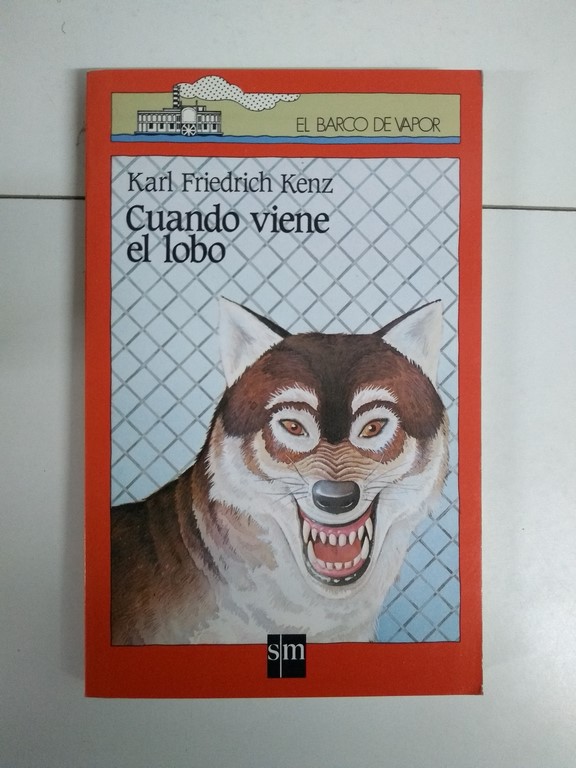 EL BARCO DE VAPOR
Karl Friedrich Kenz
Cuando viene
el lobo
sm